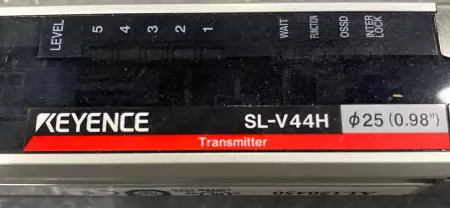 LEVEL 5 4 3 2 1 WAIT FUNCTION OSSD INTER LOCK
KEYENCE SL-V44H ϕ25 (0.98")
Transmitter